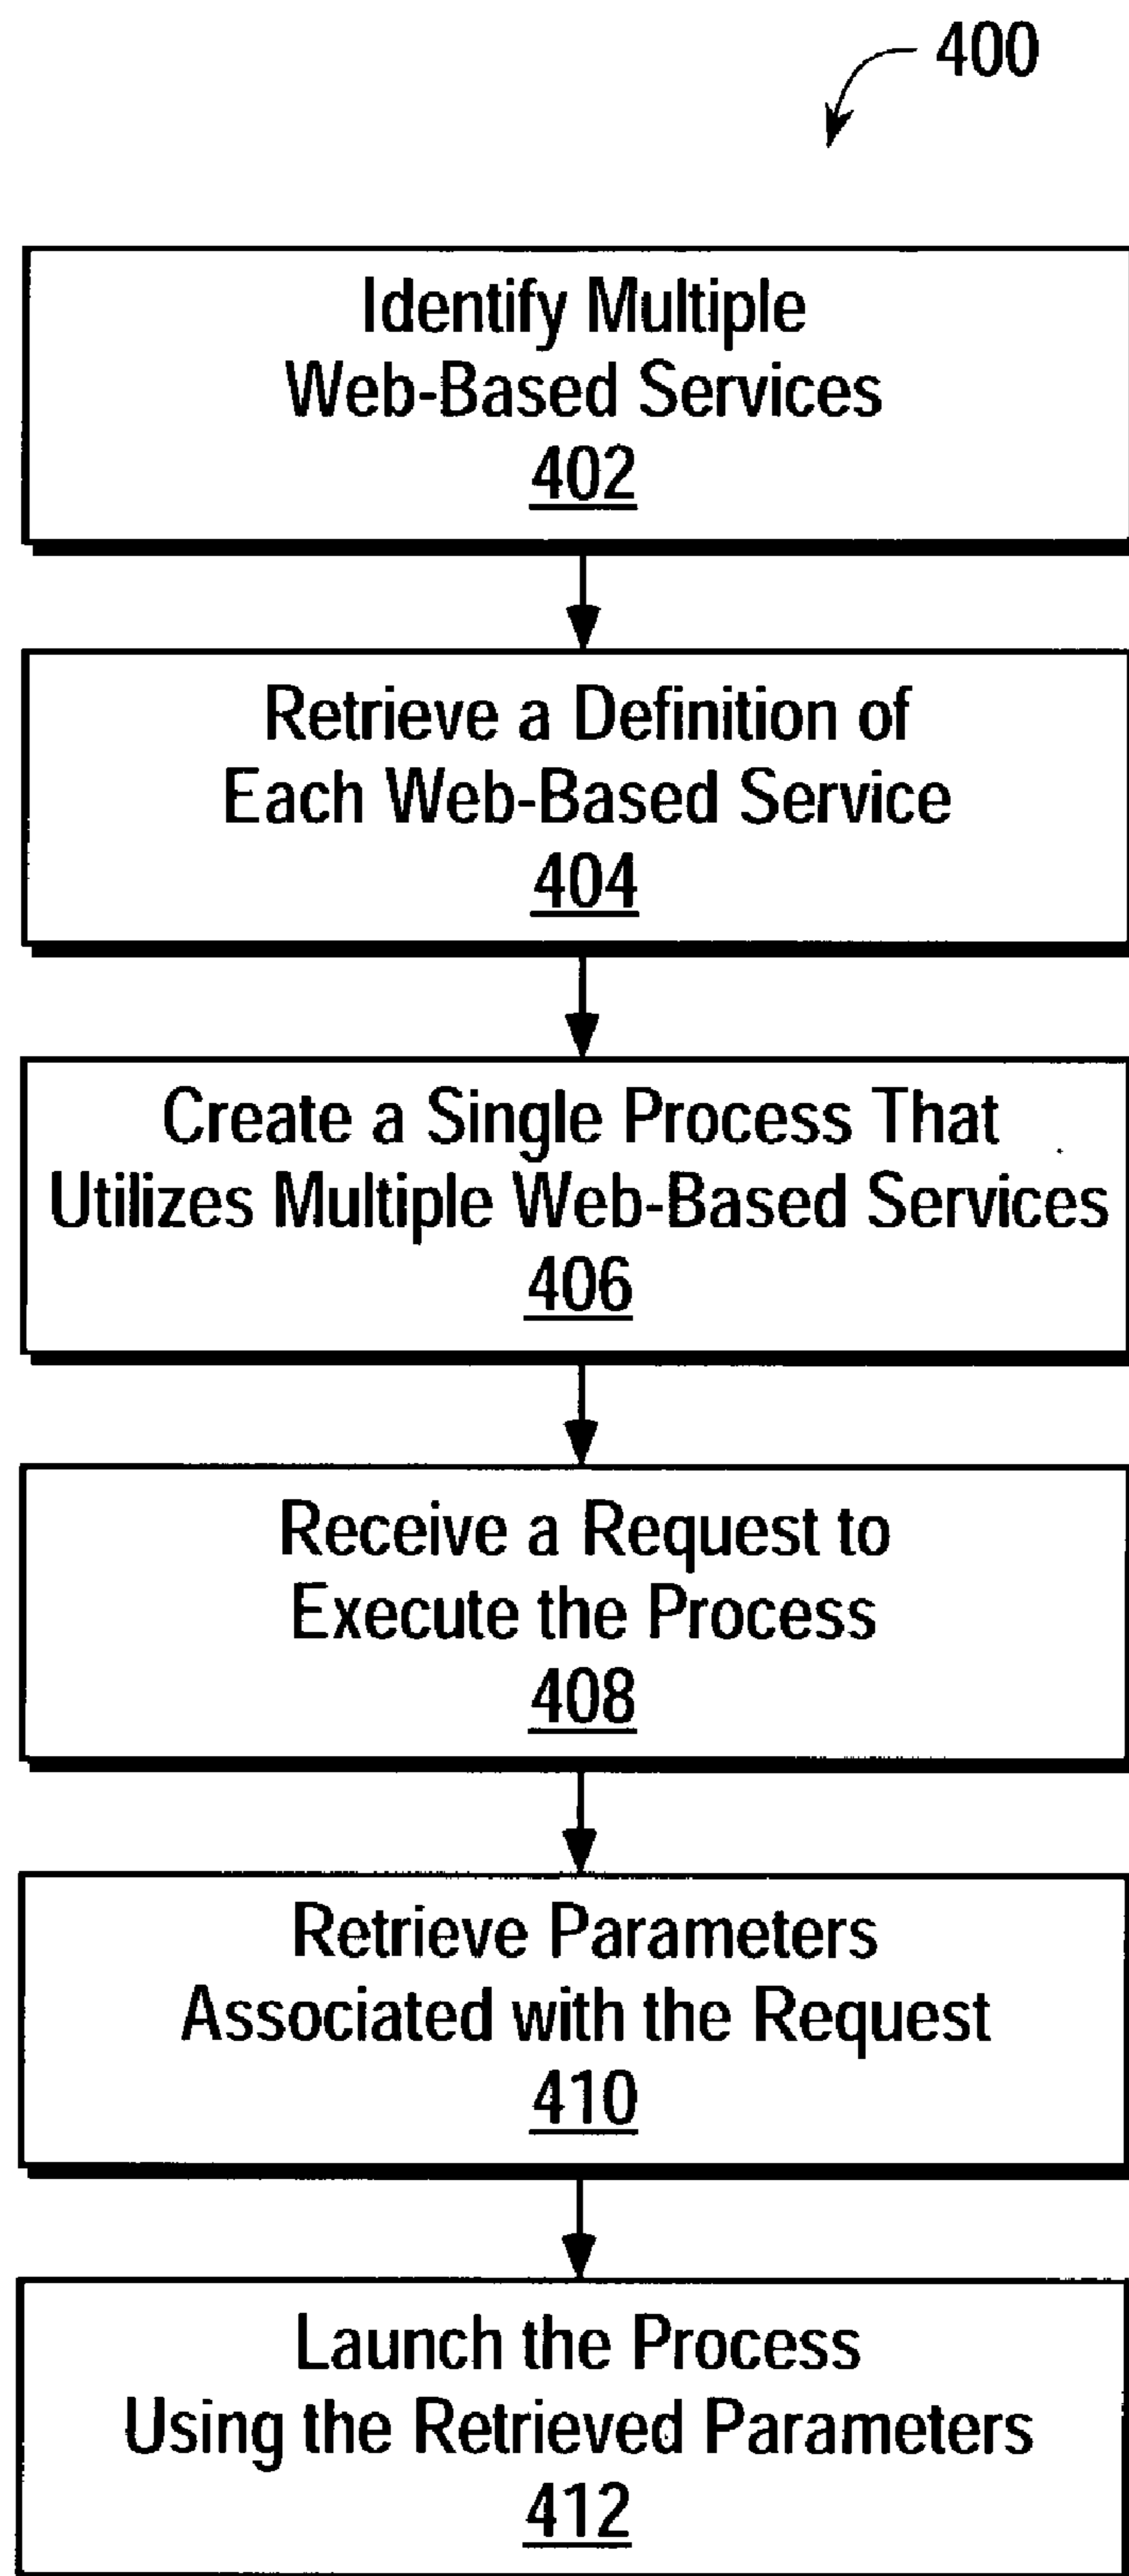 400
Identify Multiple
Web-Based Services
402
Retrieve a Definition of
Each Web-Based Service
404
Create a Single Process That
Utilizes Multiple Web-Based Services
406
Receive a Request to
Execute the Process
408
Retrieve Parameters
Associated with the Request
410
Launch the Process
Using the Retrieved Parameters
412